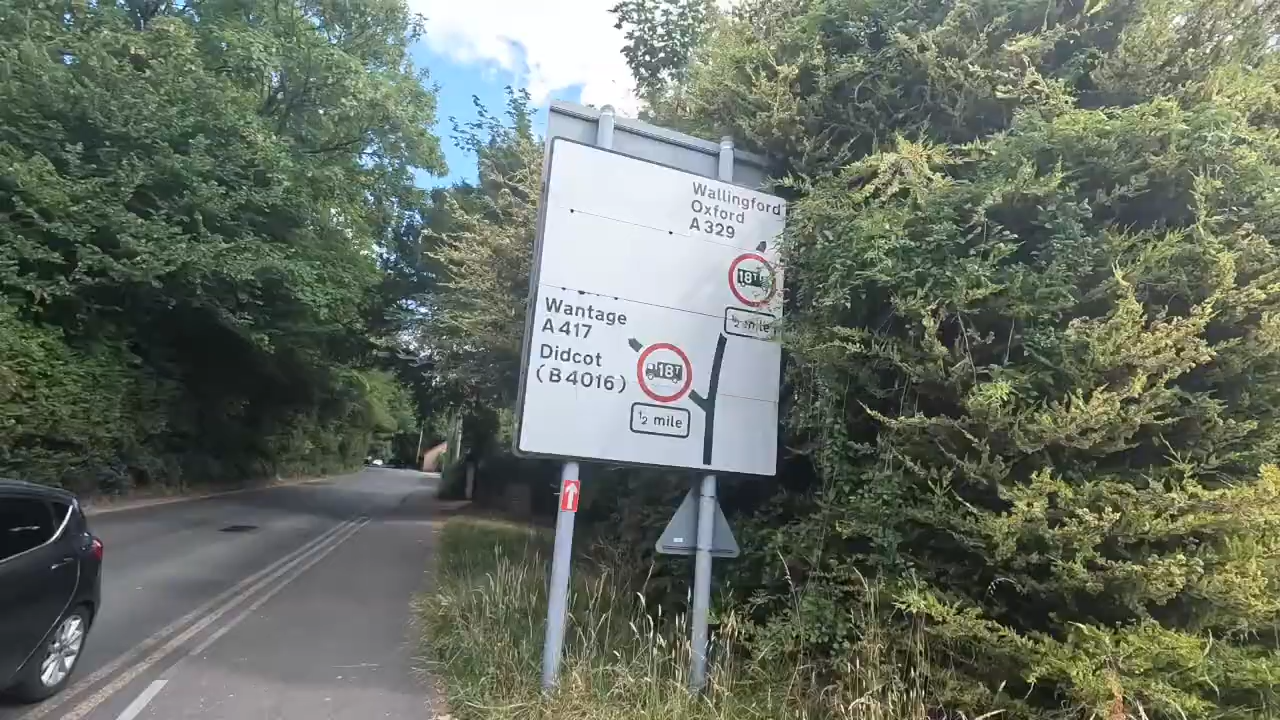 Wallingford
Oxford
A329
18T
½ mile
Wantage
A417
Didcot
(B4016)
18T
½ mile